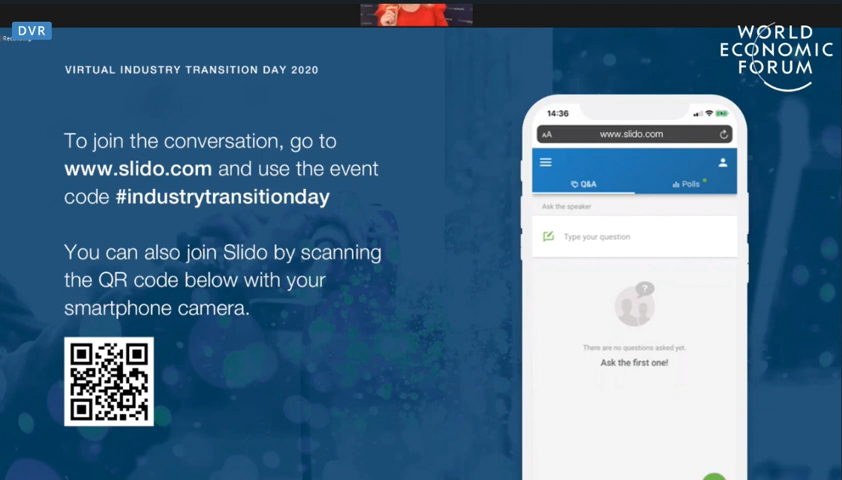 DVR
WORLD
ECONOMIC
FORUM
VIRTUAL INDUSTRY TRANSITION DAY 2020
To join the conversation, go to
www.slido.com and use the event
code #industrytransitionday
You can also join Slido by scanning
the QR code below with your
smartphone camera.
14:36
AA
www.slido.com
Q&A
Polls
Ask the speaker
Type your question
?
There are no questions asked yet.
Ask the first one!